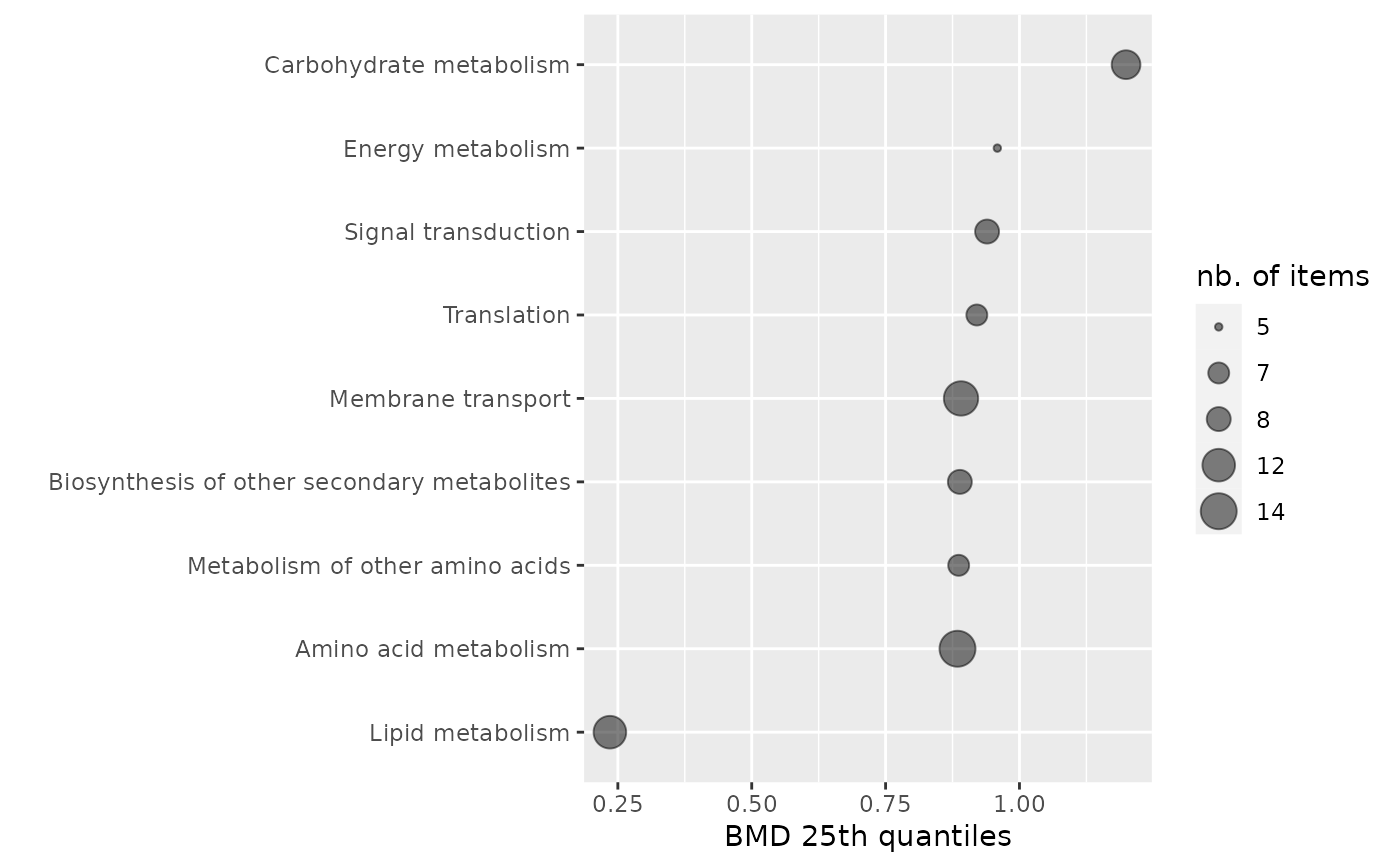 Carbohydrate metabolism
Energy metabolism
Signal transduction
Translation
Membrane transport
Biosynthesis of other secondary metabolites
Metabolism of other amino acids
Amino acid metabolism
Lipid metabolism
0.25 0.50 0.75 1.00
BMD 25th quantiles
nb. of items
5
7
8
12
14